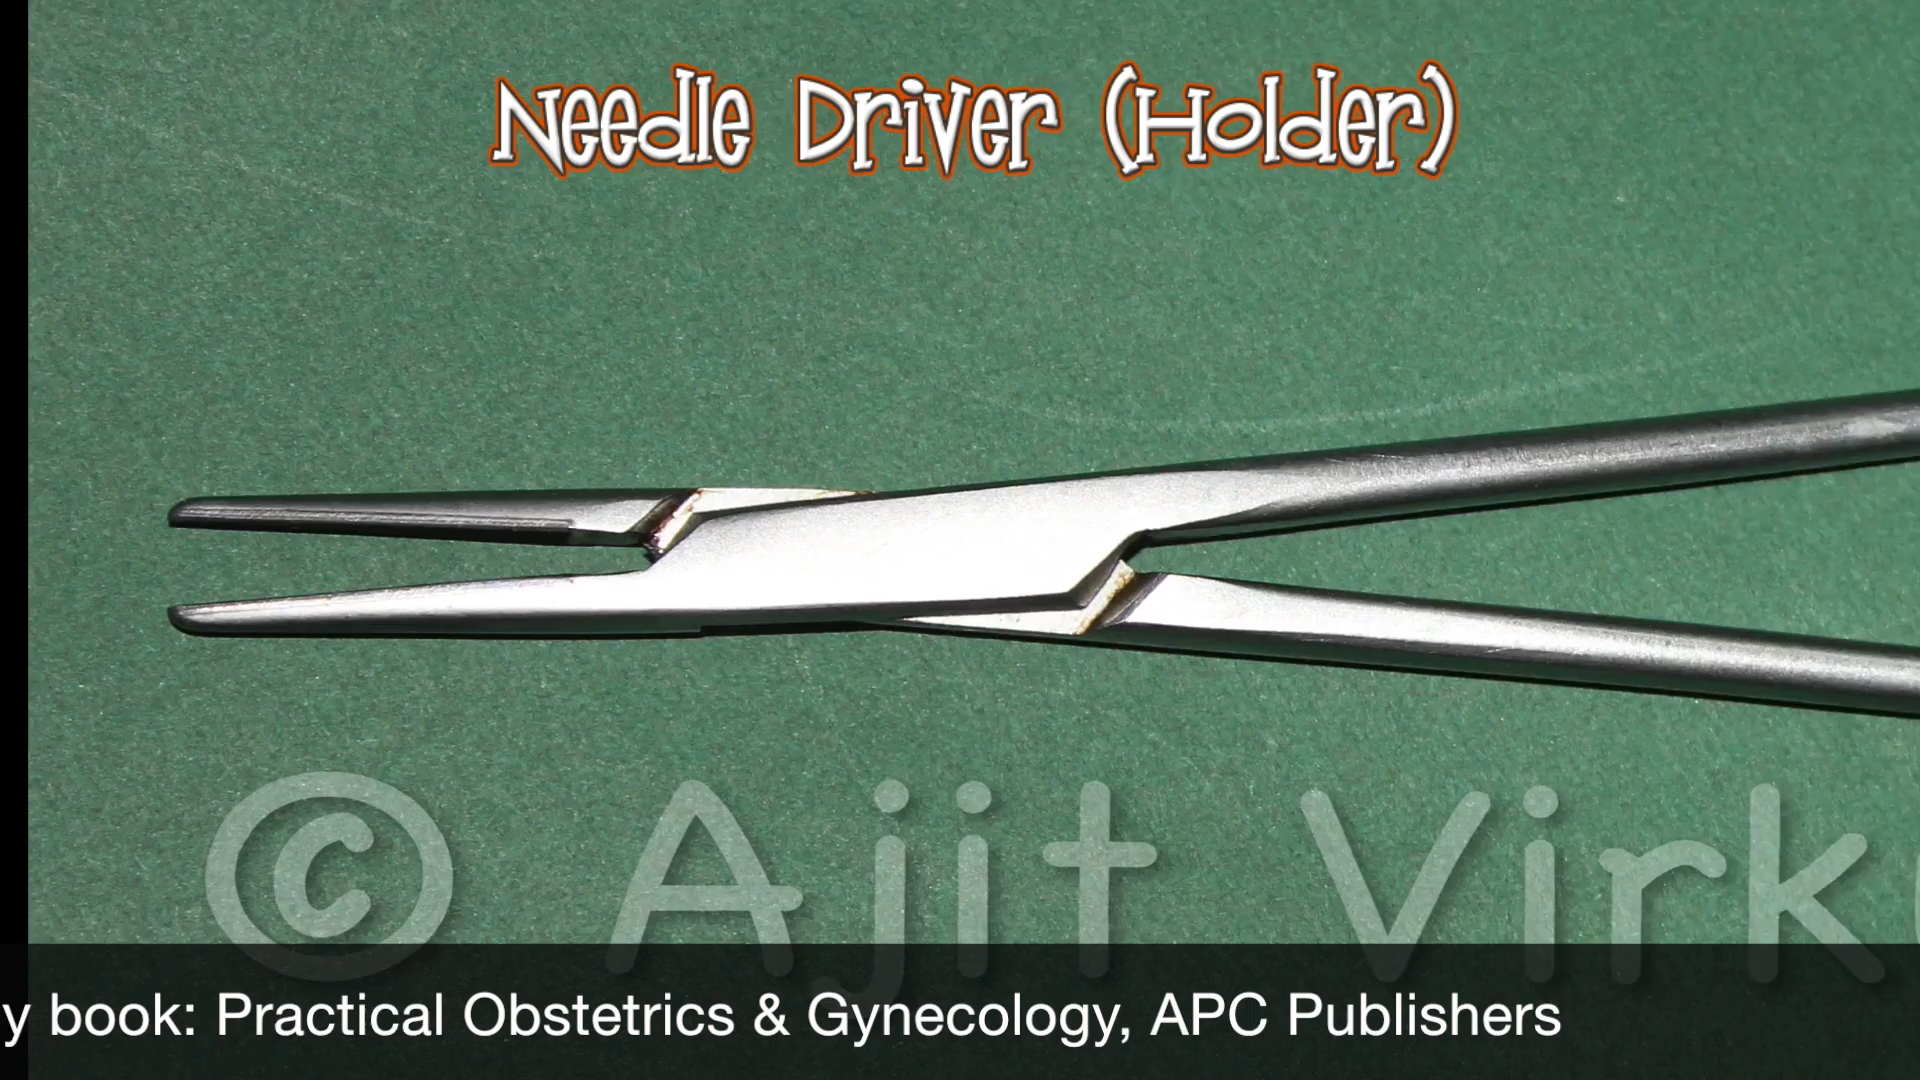 Needle Driver (Holder)
© Ajit Virk
y book: Practical Obstetrics & Gynecology, APC Publishers